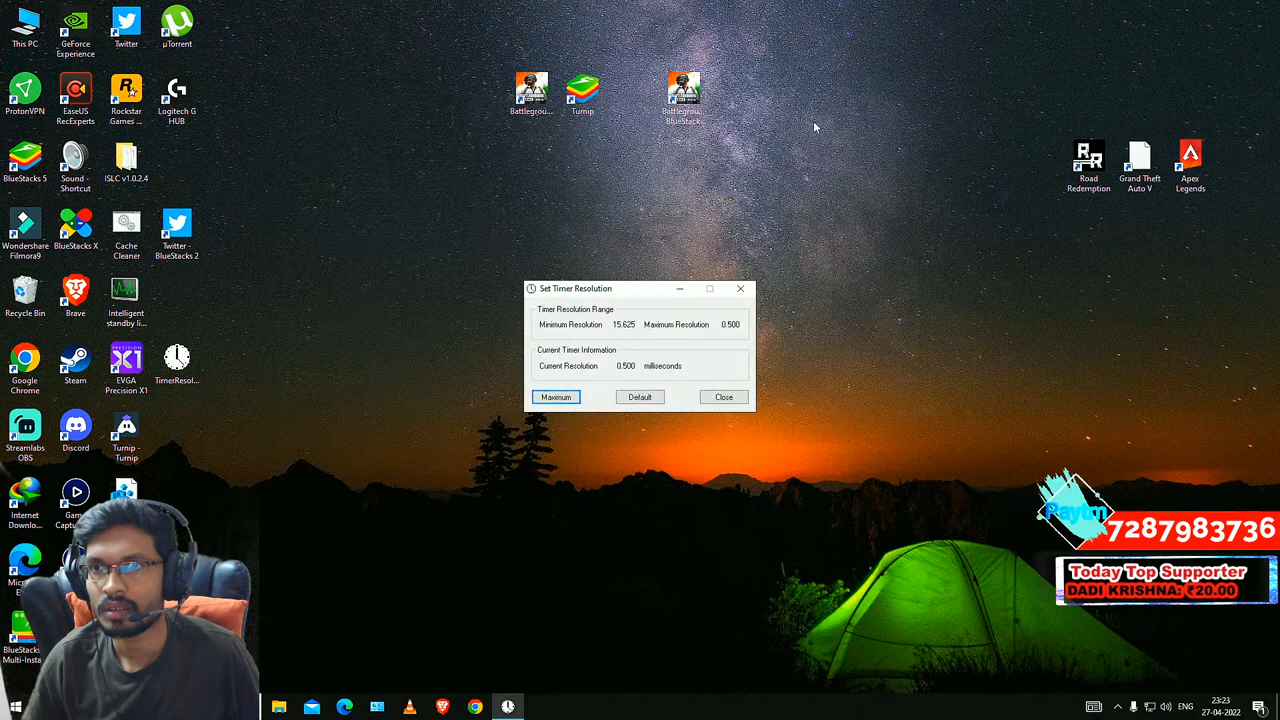 This PC
GeForce
Experience
Twitter
µTorrent
ProtonVPN
EaseUS
RecExperts
Rockstar
Games ...
Logitech G
HUB
BlueStacks 5
Sound -
Shortcut
ISLC v1.0.2.4
Wondershare
Filmora9
BlueStacks X
Cache
Cleaner
Twitter -
BlueStacks 2
Recycle Bin
Brave
Intelligent
standby li...
Google
Chrome
Steam
EVGA
Precision X1
TimerResol...
Streamlabs
OBS
Discord
Turnip -
Turnip
Internet
Downlo...
Battlegrou...
Turnip
Battlegrou...
BlueStack...
Road
Redemption
Grand Theft
Auto V
Apex
Legends
Set Timer Resolution
Timer Resolution Range
Minimum Resolution 15.625 Maximum Resolution 0.500
Current Timer Information
Current Resolution 0.500 milliseconds
Maximum Default Close
Paytm
7287983736
Today Top Supporter
DADI KRISHNA: ₹20.00
BlueStacks
Multi-Insta
ENG
23:23
27-04-2022